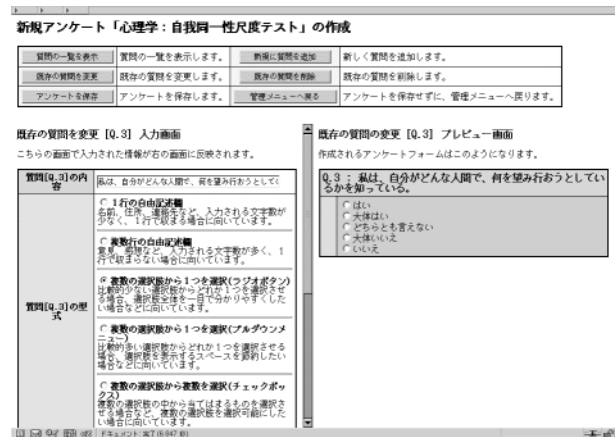 新規アンケート「心理学：自我同一性尺度テスト」の作成
質問の一覧を表示 質問の一覧を表示します。 新規に質問を追加 新しく質問を追加します。
既存の質問を変更 既存の質問を変更します。 既存の質問を削除 既存の質問を削除します。
アンケートを保存 アンケートを保存します。 管理メニューへ戻る アンケートを保存せずに、管理メニューへ戻ります。
既存の質問を変更 [Q.3] 入力画面
こちらの画面で入力された情報が右の画面に反映されます。
質問[Q.3]の内容
私は、自分がどんな人間で、何を望み行おうとしてい
質問[Q.3]の型式
1行の自由記述欄
名前、住所、連絡先など、入力される文字数が
少なく、1行で収まる場合に向いています。
複数行の自由記述欄
意見、感想など、入力される文字数が多く、1
行で収まらない場合に向いています。
複数の選択肢から1つを選択(ラジオボタン)
比較的少ない選択肢からどれか1つを選択させ
る場合、選択肢全体を一目で分かりやすくした
い場合などに向いています。
複数の選択肢から1つを選択(プルダウンメ
ニュー)
比較的多い選択肢からどれか1つを選択させる
場合、選択肢を表示するスペースを節約したい
場合などに向いています。
複数の選択肢から複数を選択(チェックボッ
クス)
複数の選択肢の中から当てはまるものを選択さ
せる場合など、複数の選択肢を選択可能にした
い場合に向いています。
既存の質問の変更 [Q.3] プレビュー画面
作成されるアンケートフォームはこのようになります。
Q.3 : 私は、自分がどんな人間で、何を望み行おうとしてい
るかを知っている。
はい
大体はい
どちらとも言えない
大体いいえ
いいえ
ドキュメント: 完了